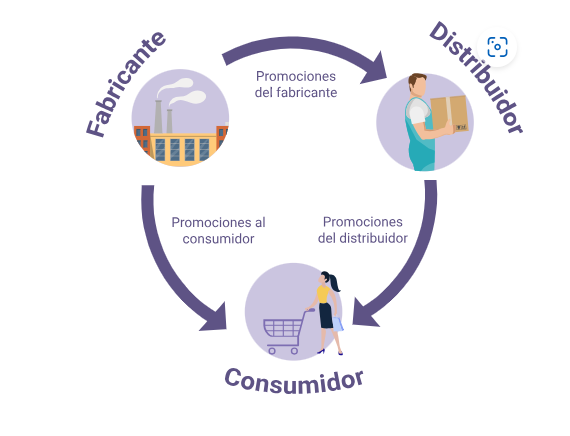 Fabricante
Promociones
del fabricante
Distribuidor
Promociones al
consumidor
Promociones
del distribuidor
Consumidor